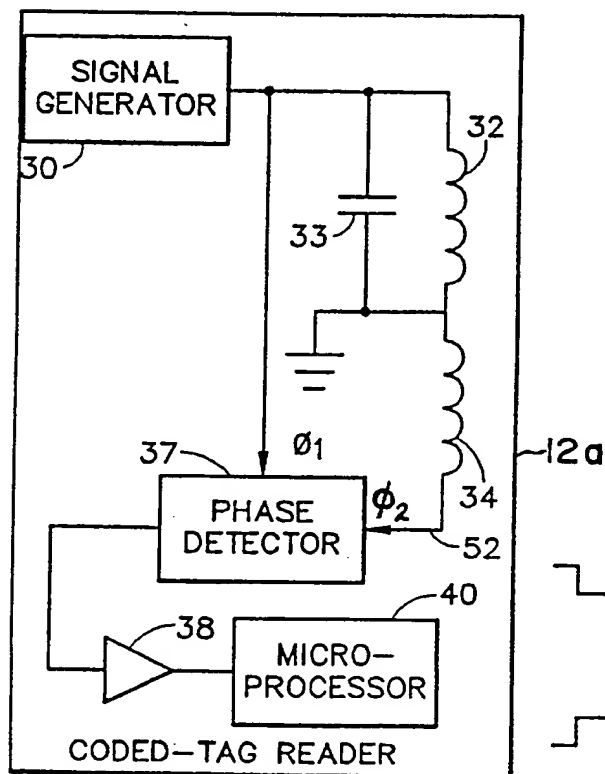 SIGNAL
GENERATOR
30
32
33
34
12a
37
Ø1
ϕ2
PHASE
DETECTOR
52
38
40
MICRO-
PROCESSOR
CODED-TAG READER